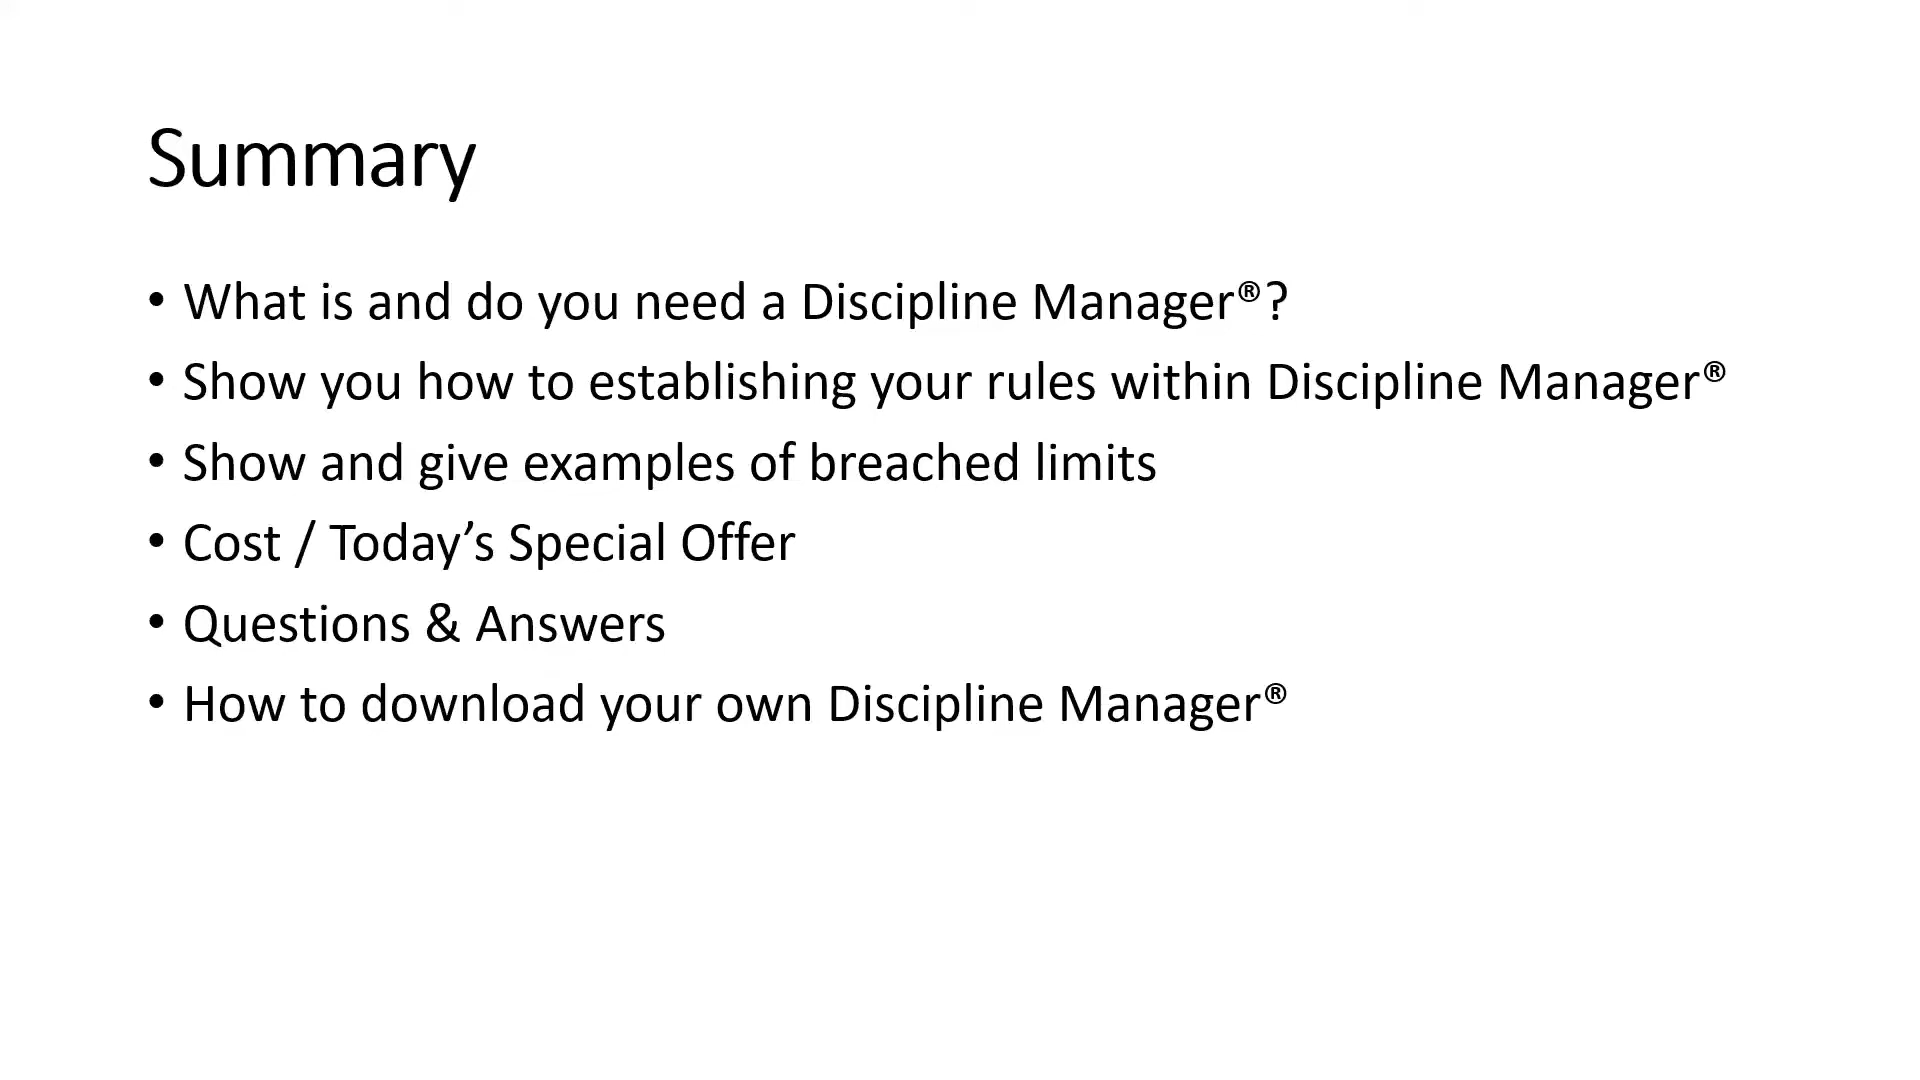 Summary
• What is and do you need a Discipline Manager®?
• Show you how to establishing your rules within Discipline Manager®
• Show and give examples of breached limits
• Cost / Today’s Special Offer
• Questions & Answers
• How to download your own Discipline Manager®